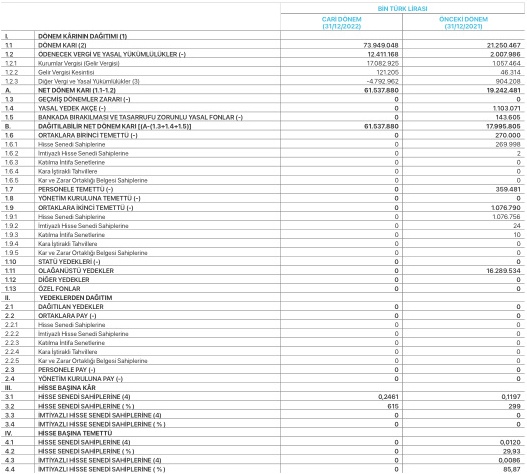 BİN TÜRK LİRASI
CARİ DÖNEM ÖNCEKİ DÖNEM
(31/12/2022) (31/12/2021)
I. DÖNEM KÂRININ DAĞITIMI (1)
1.1 DÖNEM KARI (2) 73.949.048 21.250.467
1.2 ÖDENECEK VERGİ VE YASAL YÜKÜMLÜLÜKLER (-) 12.411.168 2.007.986
1.2.1 Kurumlar Vergisi (Gelir Vergisi) 17.082.925 1.057.464
1.2.2 Gelir Vergisi Kesintisi 121.205 46.314
1.2.3 Diğer Vergi ve Yasal Yükümlülükler (3) -4.792.962 904.208
A. NET DÖNEM KARI (1.1-1.2) 61.537.880 19.242.481
1.3 GEÇMİŞ DÖNEMLER ZARARI (-) 0 0
1.4 YASAL YEDEK AKÇE (-) 0 1.103.071
1.5 BANKADA BIRAKILMASI VE TASARRUFU ZORUNLU YASAL FONLAR (-) 0 143.605
B. DAĞITILABİLİR NET DÖNEM KARI [(A-(1.3+1.4+1.5)] 61.537.880 17.995.805
1.6 ORTAKLARA BİRİNCİ TEMETTÜ (-) 0 270.000
1.6.1 Hisse Senedi Sahiplerine 0 269.998
1.6.2 İmtiyazlı Hisse Senedi Sahiplerine 0 2
1.6.3 Katılma İntifa Senetlerine 0 0
1.6.4 Kara İştirakli Tahvillere 0 0
1.6.5 Kar ve Zarar Ortaklığı Belgesi Sahiplerine 0 0
1.7 PERSONELE TEMETTÜ (-) 0 359.481
1.8 YÖNETİM KURULUNA TEMETTÜ (-) 0 0
1.9 ORTAKLARA İKİNCİ TEMETTÜ (-) 0 1.076.790
1.9.1 Hisse Senedi Sahiplerine 0 1.076.756
1.9.2 İmtiyazlı Hisse Senedi Sahiplerine 0 24
1.9.3 Katılma İntifa Senetlerine 0 10
1.9.4 Kara İştirakli Tahvillere 0 0
1.9.5 Kar ve Zarar Ortaklığı Belgesi Sahiplerine 0 0
1.10 STATÜ YEDEKLERİ (-) 0 0
1.11 OLAĞANÜSTÜ YEDEKLER 0 16.289.534
1.12 DİĞER YEDEKLER 0 0
1.13 ÖZEL FONLAR 0 0
II. YEDEKLERDEN DAĞITIM
2.1 DAĞITILAN YEDEKLER 0 0
2.2 ORTAKLARA PAY (-) 0 0
2.2.1 Hisse Senedi Sahiplerine 0 0
2.2.2 İmtiyazlı Hisse Senedi Sahiplerine 0 0
2.2.3 Katılma İntifa Senetlerine 0 0
2.2.4 Kara İştirakli Tahvillere 0 0
2.2.5 Kar ve Zarar Ortaklığı Belgesi Sahiplerine 0 0
2.3 PERSONELE PAY (-) 0 0
2.4 YÖNETİM KURULUNA PAY (-) 0 0
III. HİSSE BAŞINA KÂR
3.1 HİSSE SENEDİ SAHİPLERİNE (4) 0,2461 0,1197
3.2 HİSSE SENEDİ SAHİPLERİNE ( % ) 615 299
3.3 İMTİYAZLI HİSSE SENEDİ SAHİPLERİNE (4) 0 0
3.4 İMTİYAZLI HİSSE SENEDİ SAHİPLERİNE ( % ) 0 0
IV. HİSSE BAŞINA TEMETTÜ
4.1 HİSSE SENEDİ SAHİPLERİNE (4) 0 0,0120
4.2 HİSSE SENEDİ SAHİPLERİNE ( % ) 0 29,93
4.3 İMTİYAZLI HİSSE SENEDİ SAHİPLERİNE (4) 0 0,0086
4.4 İMTİYAZLI HİSSE SENEDİ SAHİPLERİNE ( % ) 0 85,87